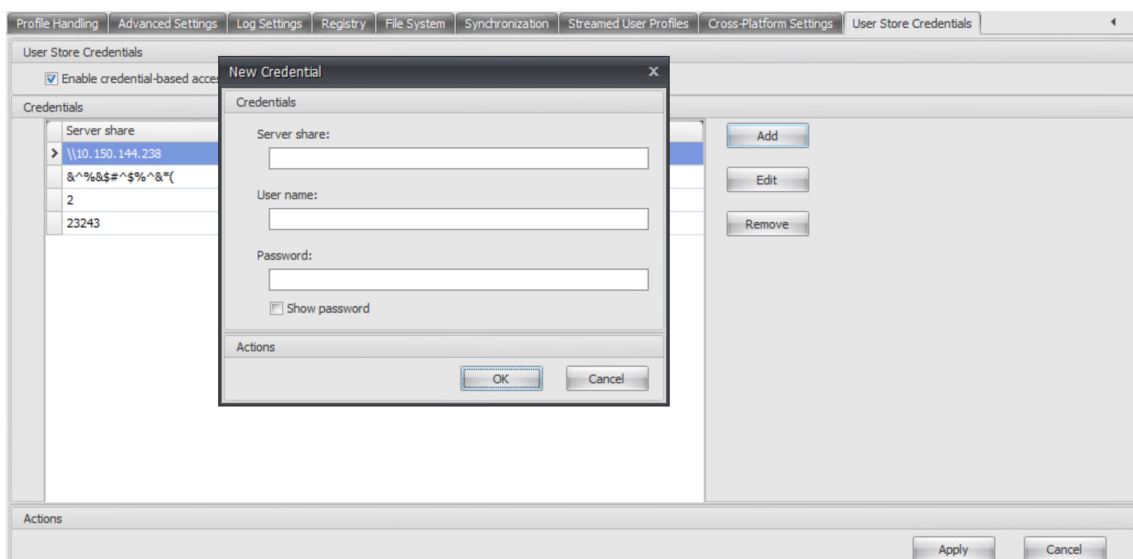 Profile Handling Advanced Settings Log Settings Registry File System Synchronization Streamed User Profiles Cross-Platform Settings User Store Credentials
User Store Credentials
Enable credential-based acce
Credentials
Server share
\\10.150.144.238
&^%&$#^$%^&*(
2
23243
New Credential
Credentials
Server share:
User name:
Password:
Show password
Actions
OK Cancel
Add
Edit
Remove
Actions
Apply Cancel